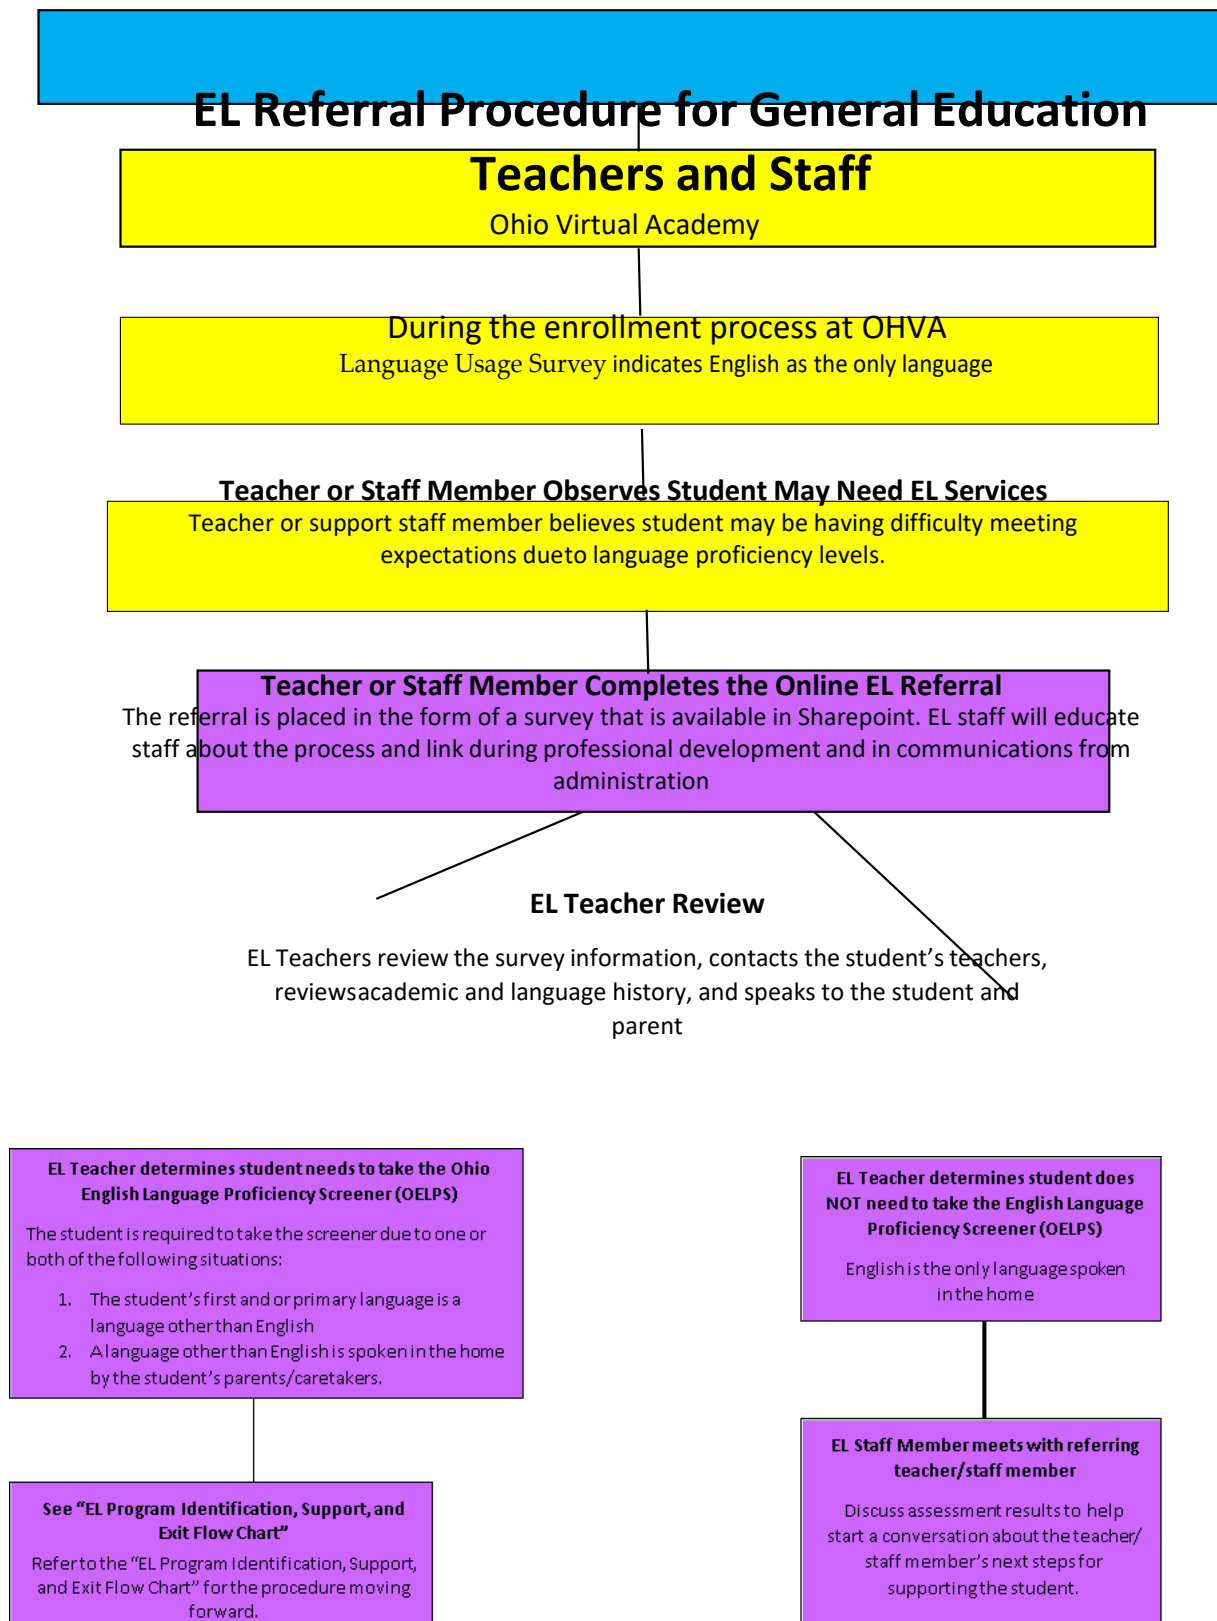 EL Referral Procedure for General Education
Teachers and Staff
Ohio Virtual Academy
During the enrollment process at OHVA
Language Usage Survey indicates English as the only language
Teacher or Staff Member Observes Student May Need EL Services
Teacher or support staff member believes student may be having difficulty meeting
expectations dueto language proficiency levels.
Teacher or Staff Member Completes the Online EL Referral
The referral is placed in the form of a survey that is available in Sharepoint. EL staff will educate
staff about the process and link during professional development and in communications from
administration
EL Teacher Review
EL Teachers review the survey information, contacts the student’s teachers,
reviewsacademic and language history, and speaks to the student and
parent
EL Teacher determines student needs to take the Ohio
English Language Proficiency Screener (OELPS)
The student is required to take the screener due to one or
both of the following situations:
1. The student’s first and or primary language is a
language other than English
2. A language other than English is spoken in the home
by the student’s parents/caretakers.
See “EL Program Identification, Support, and
Exit Flow Chart”
Refer to the “EL Program Identification, Support,
and Exit Flow Chart” for the procedure moving
forward.
EL Teacher determines student does
NOT need to take the English Language
Proficiency Screener (OELPS)
English is the only language spoken
in the home
EL Staff Member meets with referring
teacher/staff member
Discuss assessment results to help
start a conversation about the teacher/
staff member’s next steps for
supporting the student.